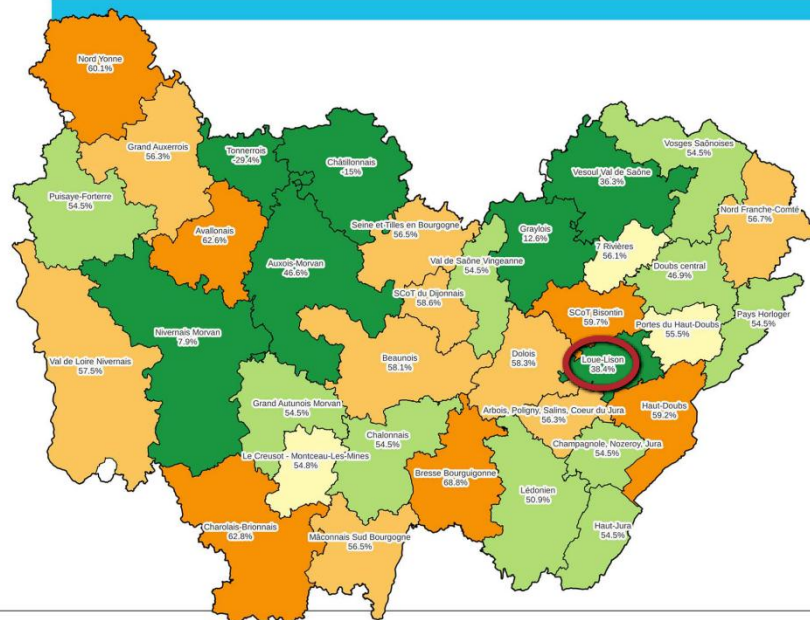 Nord Yonne
60.1%
Grand Auxerrois
56.3%
Tonnerrois
-29.4%
Châtillonnais
-15%
Vosges Saônoises
54.5%
Vesoul Val de Saône
36.3%
Puisaye-Forterre
54.5%
Avallonais
62.6%
Seine et Tilles en Bourgogne
56.5%
Graylois
12.6%
Nord Franche-Comté
56.7%
7 Rivières
56.1%
Auxois-Morvan
46.6%
Val de Saône Vingeanne
54.5%
Doubs central
46.9%
SCoT du Dijonnais
58.6%
SCoT Bisontin
59.7%
Pays Horloger
54.5%
Portes du Haut-Doubs
55.5%
Nivernais Morvan
7.9%
Val de Loire Nivernais
57.5%
Beaunois
58.1%
Dolois
58.3%
Loue-Lison
38.4%
Grand Autunois Morvan
54.5%
Arbois, Poligny, Salins, Coeur du Jura
56.3%
Haut-Doubs
59.2%
Chalonnais
54.5%
Champagnole, Nozeroy, Jura
54.5%
Le Creusot - Montceau-Les-Mines
54.8%
Bresse Bourguigonne
68.8%
Lédonien
50.9%
Haut-Jura
54.5%
Charolais-Brionnais
62.8%
Mâconnais Sud Bourgogne
56.5%